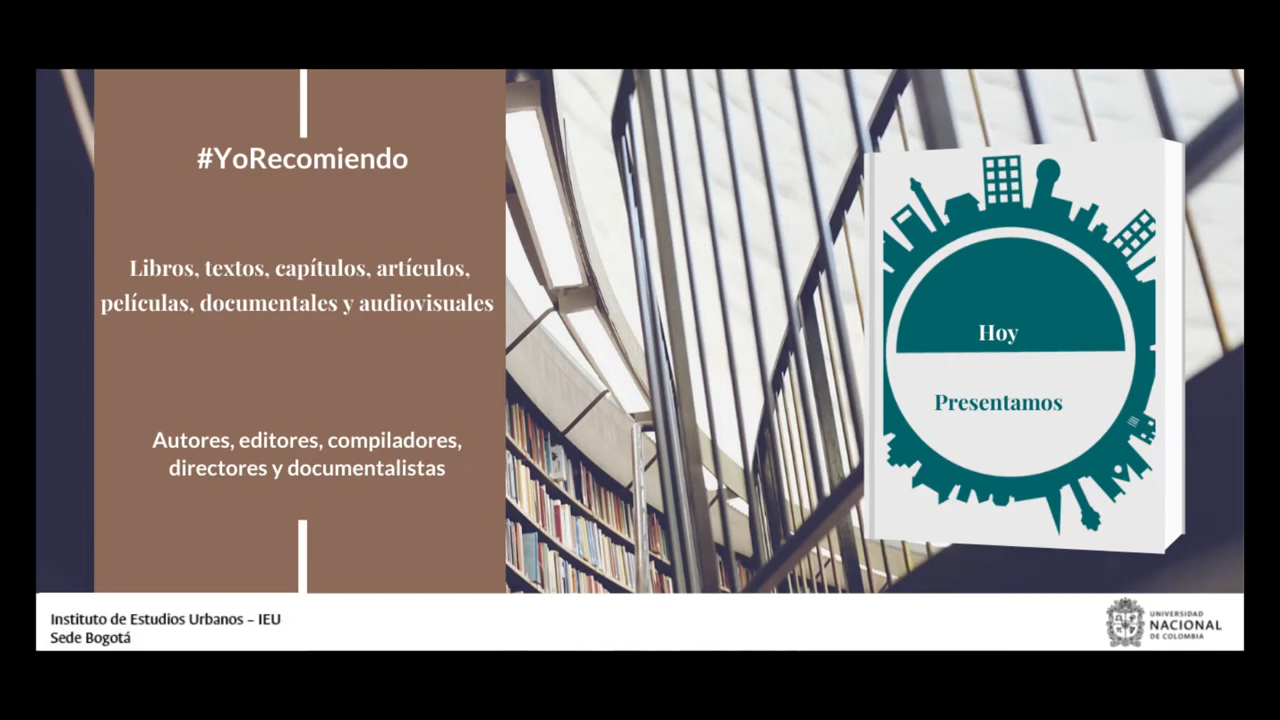 #YoRecomiendo
Libros, textos, capítulos, artículos,
películas, documentales y audiovisuales
Autores, editores, compiladores,
directores y documentalistas
Hoy
Presentamos
Instituto de Estudios Urbanos – IEU
Sede Bogotá
UNIVERSIDAD
NACIONAL
DE COLOMBIA